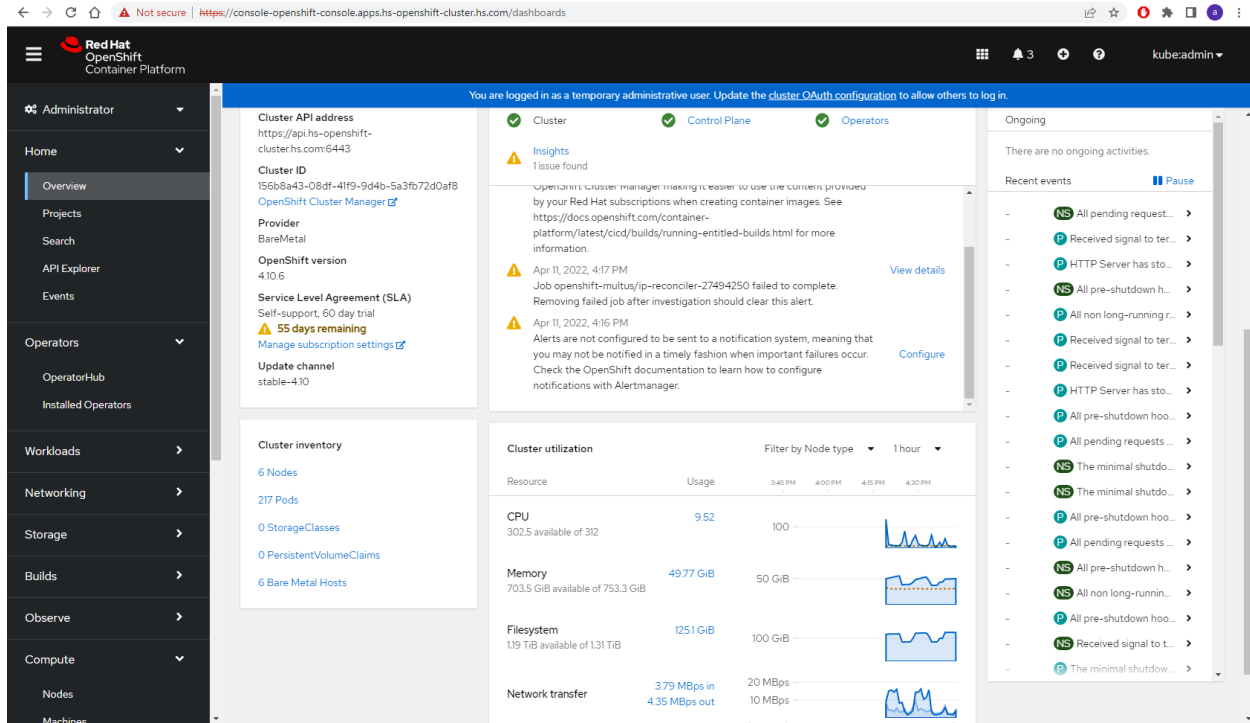 Not secure
https://console-openshift-console.apps.hs-openshift-cluster.hs.com/dashboards
a
Red Hat
OpenShift
Container Platform
3
kube:admin
You are logged in as a temporary administrative user. Update the cluster OAuth configuration to allow others to log in.
Administrator
Home
Overview
Projects
Search
API Explorer
Events
Operators
OperatorHub
Installed Operators
Workloads
Networking
Storage
Builds
Observe
Compute
Nodes
Machines
Cluster API address
https://api.hs-openshift-
cluster.hs.com:6443
Cluster ID
156b8a43-08df-41f9-9d4b-5a3fb72d0af8
OpenShift Cluster Manager
Provider
BareMetal
OpenShift version
4.10.6
Service Level Agreement (SLA)
Self-support, 60 day trial
55 days remaining
Manage subscription settings
Update channel
stable-4.10
Cluster inventory
6 Nodes
217 Pods
0 StorageClasses
0 PersistentVolumeClaims
6 Bare Metal Hosts
Cluster
Control Plane
Operators
Insights
1 issue found
OpenShift Cluster Manager making it easier to use the content provided
by your Red Hat subscriptions when creating container images. See
https://docs.openshift.com/container-
platform/latest/cicd/builds/running-entitled-builds.html for more
information.
Apr 11, 2022, 4:17 PM
View details
Job openshift-multus/ip-reconciler-27494250 failed to complete.
Removing failed job after investigation should clear this alert.
Apr 11, 2022, 4:16 PM
Alerts are not configured to be sent to a notification system, meaning that
you may not be notified in a timely fashion when important failures occur.
Configure
Check the OpenShift documentation to learn how to configure
notifications with Alertmanager.
Cluster utilization
Filter by Node type
1 hour
Resource
Usage
3:45 PM
4:00 PM
4:15 PM
4:30 PM
CPU
9.52
302.5 available of 312
100
Memory
49.77 GiB
703.5 GiB available of 753.3 GiB
50 GiB
Filesystem
125.1 GiB
1.19 TiB available of 1.31 TiB
100 GiB
Network transfer
3.79 MBps in
4.35 MBps out
20 MBps
10 MBps
Ongoing
There are no ongoing activities.
Recent events
Pause
- NS All pending request...
- P Received signal to ter...
- P HTTP Server has sto...
- NS All pre-shutdown h...
- P All non long-running r...
- P Received signal to ter...
- P Received signal to ter...
- P HTTP Server has sto...
- P All pre-shutdown hoo...
- P All pending requests ...
- NS The minimal shutdo...
- NS The minimal shutdo...
- P All pre-shutdown hoo...
- P All pending requests ...
- NS All pre-shutdown h...
- NS All non long-runnin...
- P All pre-shutdown hoo...
- NS Received signal to t...
- P The minimal shutdow...